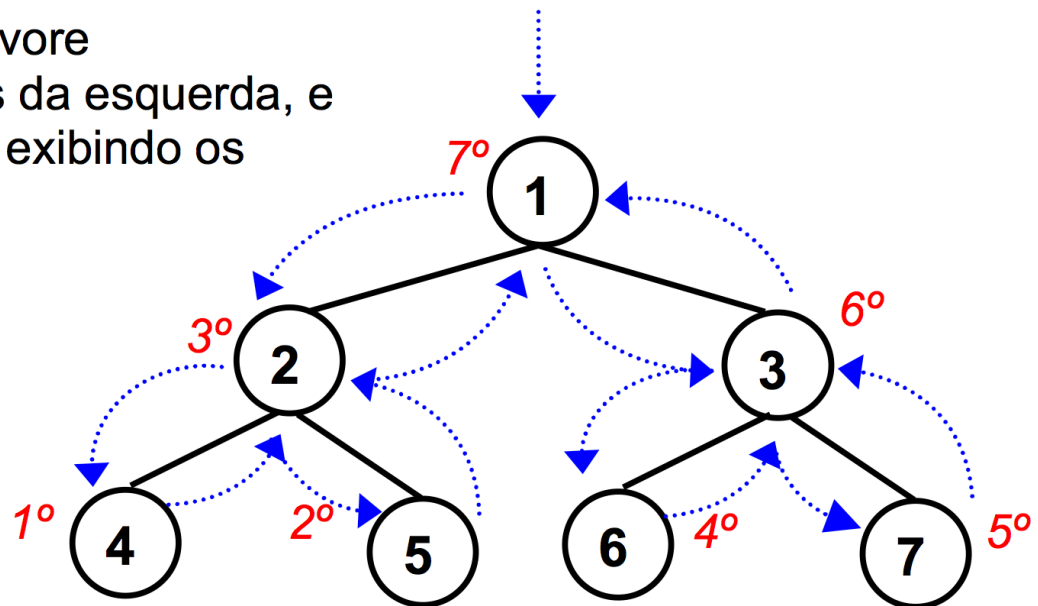 vore
s da esquerda, e
exibindo os
7º
1
3º
2
6º
3
1º
4
2º
5
6
4º
7
5º